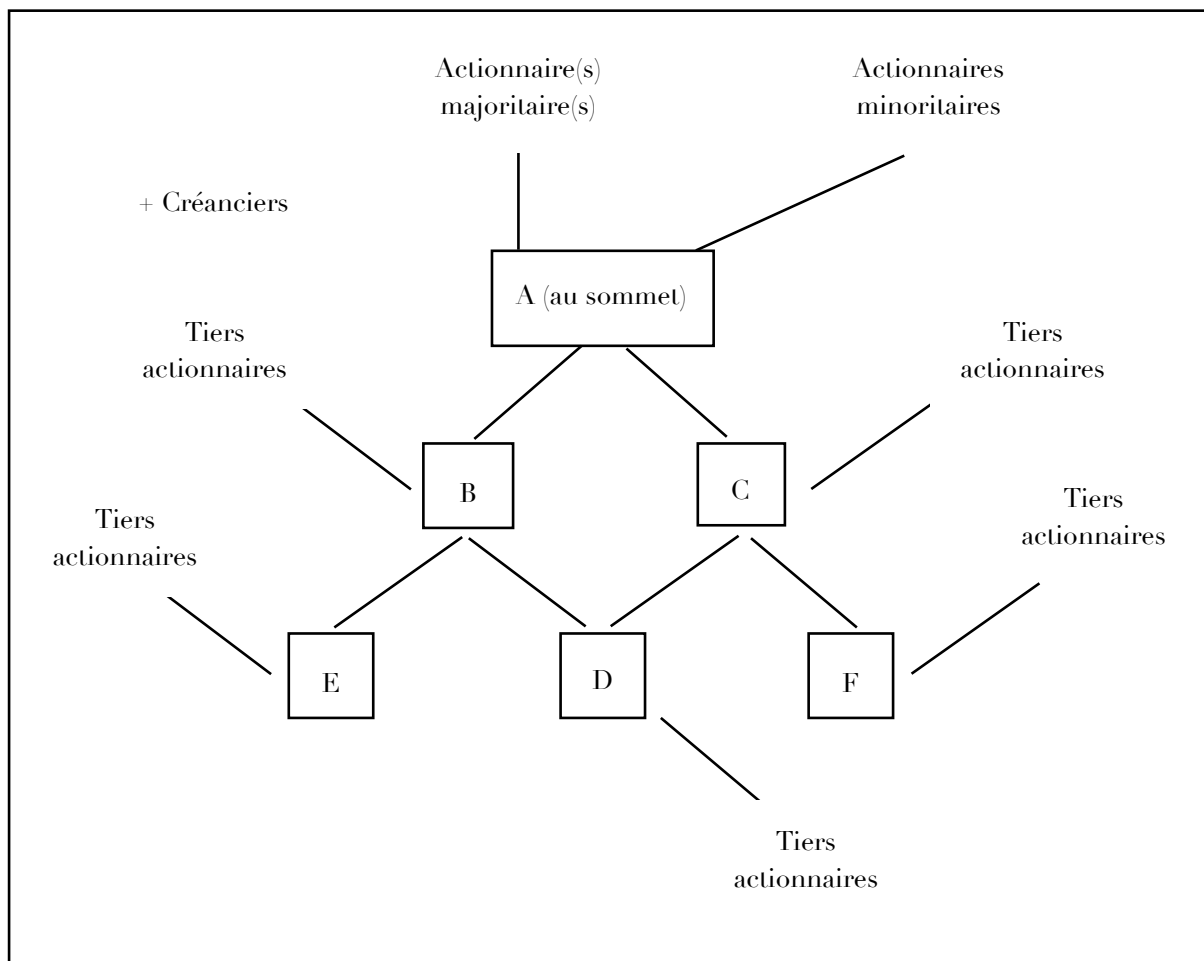 Actionnaire(s)
majoritaire(s)
Actionnaires
minoritaires
+ Créanciers
A (au sommet)
Tiers
actionnaires
Tiers
actionnaires
B
C
Tiers
actionnaires
Tiers
actionnaires
E
D
F
Tiers
actionnaires